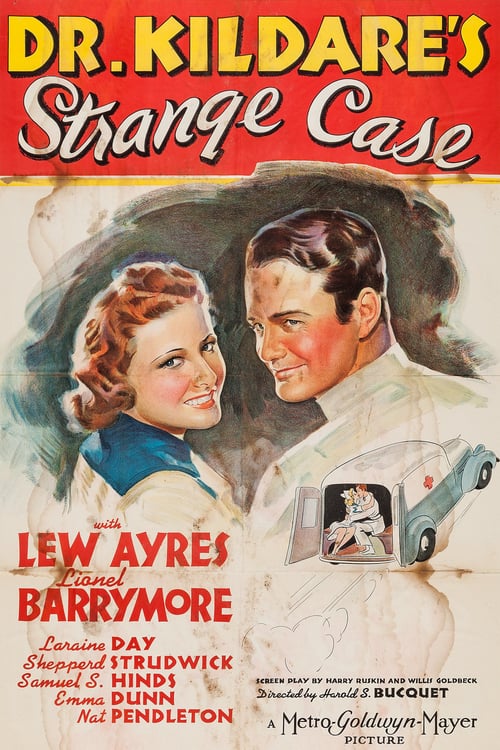 DR. KILDARE'S
Strange Case
with
LEW AYRES
Lionel
BARRYMORE
Laraine DAY
Shepperd STRUDWICK
Samuel S. HINDS
Emma DUNN
Nat PENDLETON
SCREEN PLAY BY HARRY RUSKIN AND WILLIS GOLDBECK
Directed by HAROLD S. BUCQUET
A Metro-Goldwyn-Mayer
PICTURE